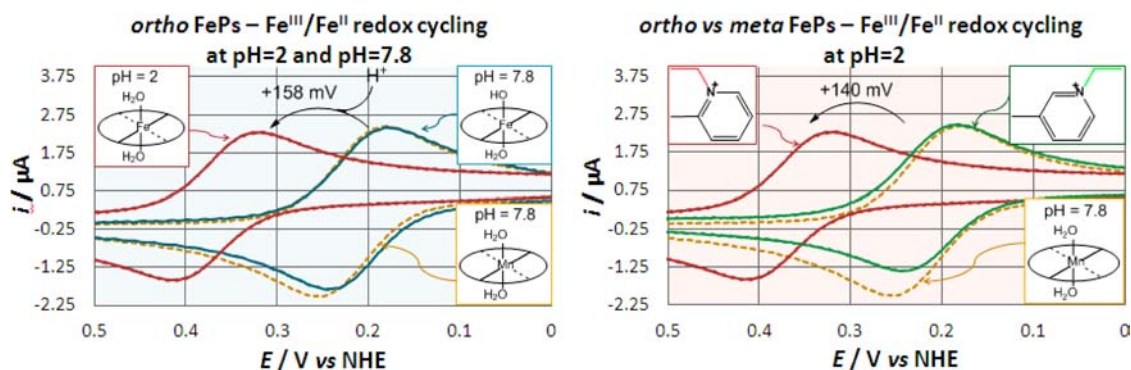 ortho FePs – Feᴵᴵᴵ/Feᴵᴵ redox cycling
at pH=2 and pH=7.8
3.75
2.75
1.75
0.75
-0.25
-1.25
-2.25
i / µA
pH = 2
H₂O
Fe
H₂O
+158 mV
H⁺
pH = 7.8
HO
Fe
H₂O
pH = 7.8
H₂O
Mn
H₂O
0.5
0.4
0.3
0.2
0.1
0
E / V vs NHE
ortho vs meta FePs – Feᴵᴵᴵ/Feᴵᴵ redox cycling
at pH=2
3.75
2.75
1.75
0.75
-0.25
-1.25
-2.25
i / µA
N⁺
+140 mV
N⁺
pH = 7.8
H₂O
Mn
H₂O
0.5
0.4
0.3
0.2
0.1
0
E / V vs NHE